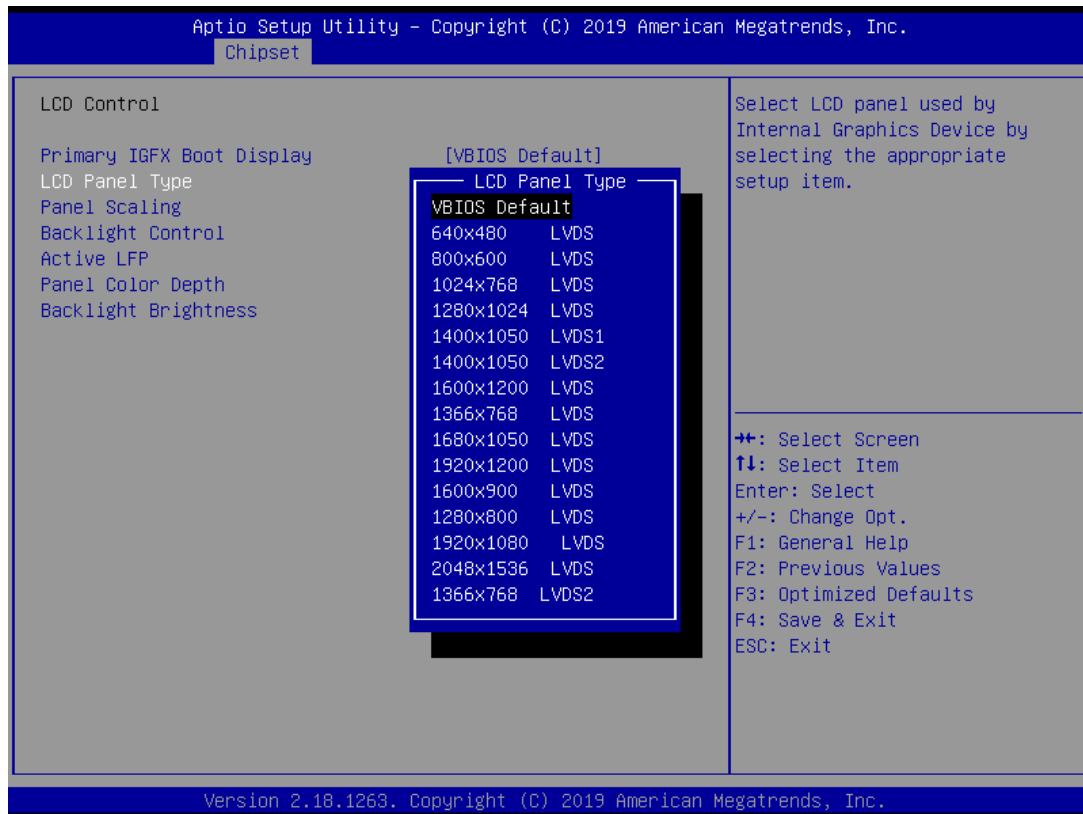 Aptio Setup Utility – Copyright (C) 2019 American Megatrends, Inc.
Chipset
LCD Control
Primary IGFX Boot Display [VBIOS Default]
LCD Panel Type
Panel Scaling
Backlight Control
Active LFP
Panel Color Depth
Backlight Brightness
LCD Panel Type
VBIOS Default
640x480 LVDS
800x600 LVDS
1024x768 LVDS
1280x1024 LVDS
1400x1050 LVDS1
1400x1050 LVDS2
1600x1200 LVDS
1366x768 LVDS
1680x1050 LVDS
1920x1200 LVDS
1600x900 LVDS
1280x800 LVDS
1920x1080 LVDS
2048x1536 LVDS
1366x768 LVDS2
Select LCD panel used by
Internal Graphics Device by
selecting the appropriate
setup item.
→←: Select Screen
↑↓: Select Item
Enter: Select
+/-: Change Opt.
F1: General Help
F2: Previous Values
F3: Optimized Defaults
F4: Save & Exit
ESC: Exit
Version 2.18.1263. Copyright (C) 2019 American Megatrends, Inc.